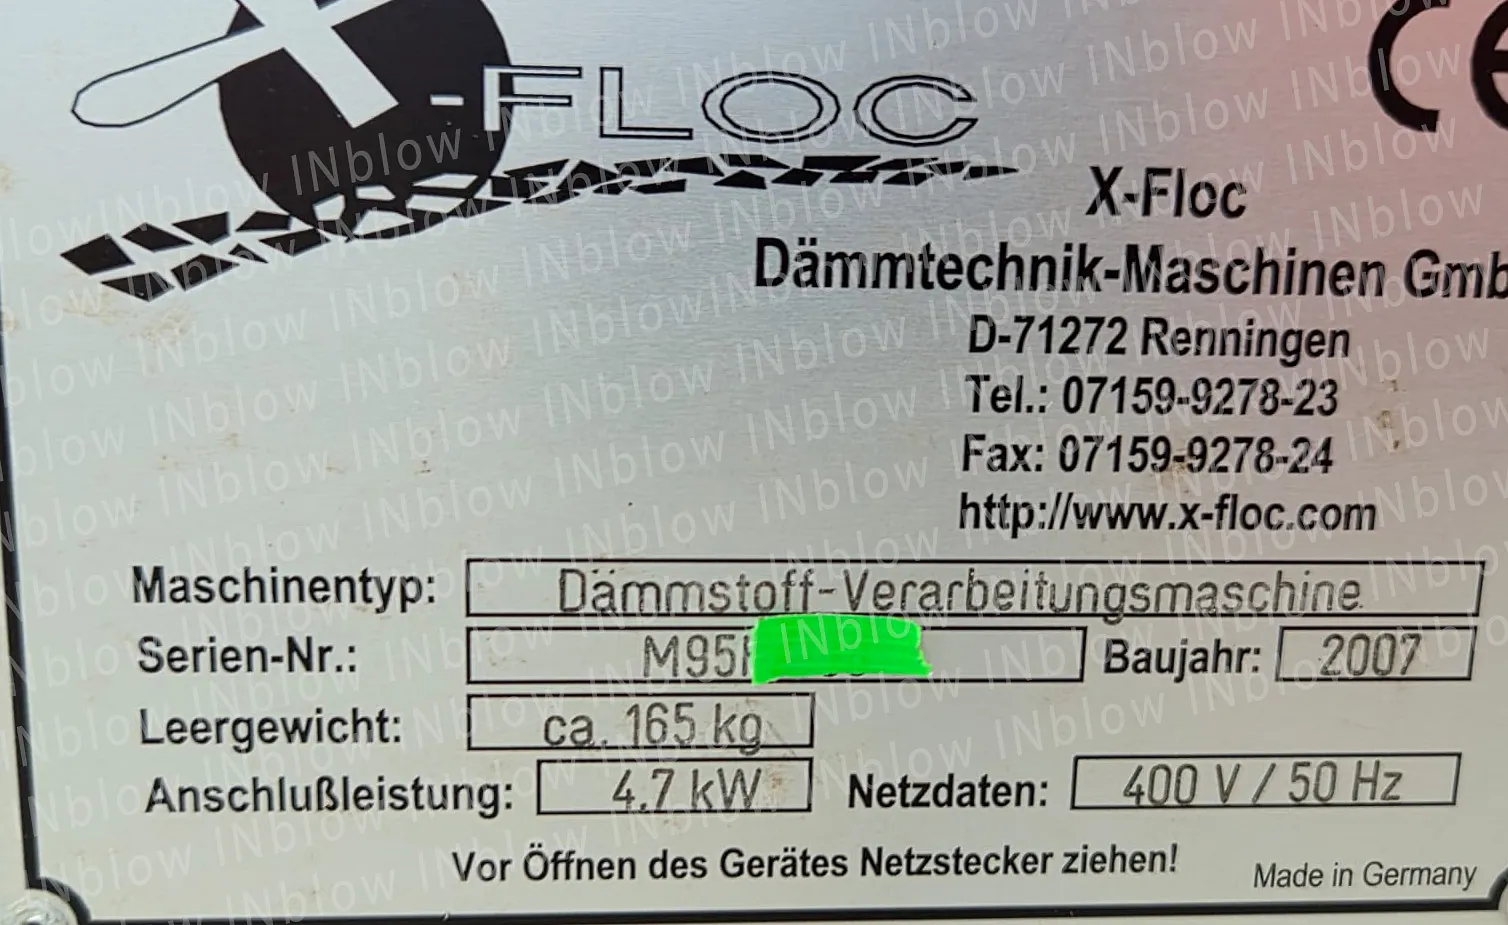 -FLOC
CE
X-Floc
Dämmtechnik-Maschinen Gmb
D-71272 Renningen
Tel.: 07159-9278-23
Fax: 07159-9278-24
http://www.x-floc.com
Maschinentyp: Dämmstoff-Verarbeitungsmaschine
Serien-Nr.: M95 Baujahr: 2007
Leergewicht: ca. 165 kg
Anschlußleistung: 4.7 kW Netzdaten: 400 V / 50 Hz
Vor Öffnen des Gerätes Netzstecker ziehen!
Made in Germany
INblow